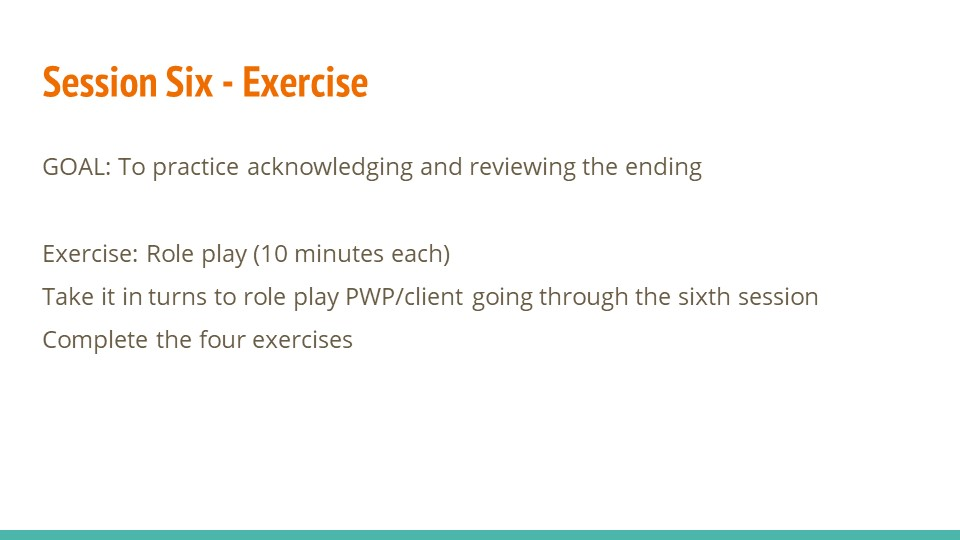 Session Six - Exercise
GOAL: To practice acknowledging and reviewing the ending
Exercise: Role play (10 minutes each)
Take it in turns to role play PWP/client going through the sixth session
Complete the four exercises